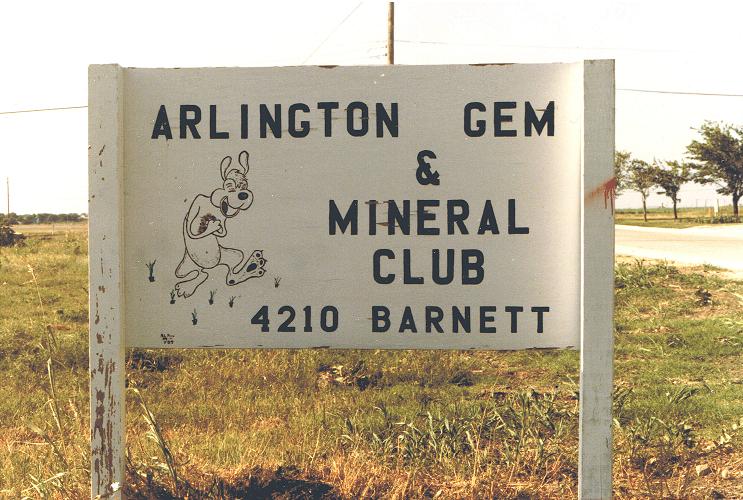 ARLINGTON GEM
&
MINERAL
CLUB
4210 BARNETT